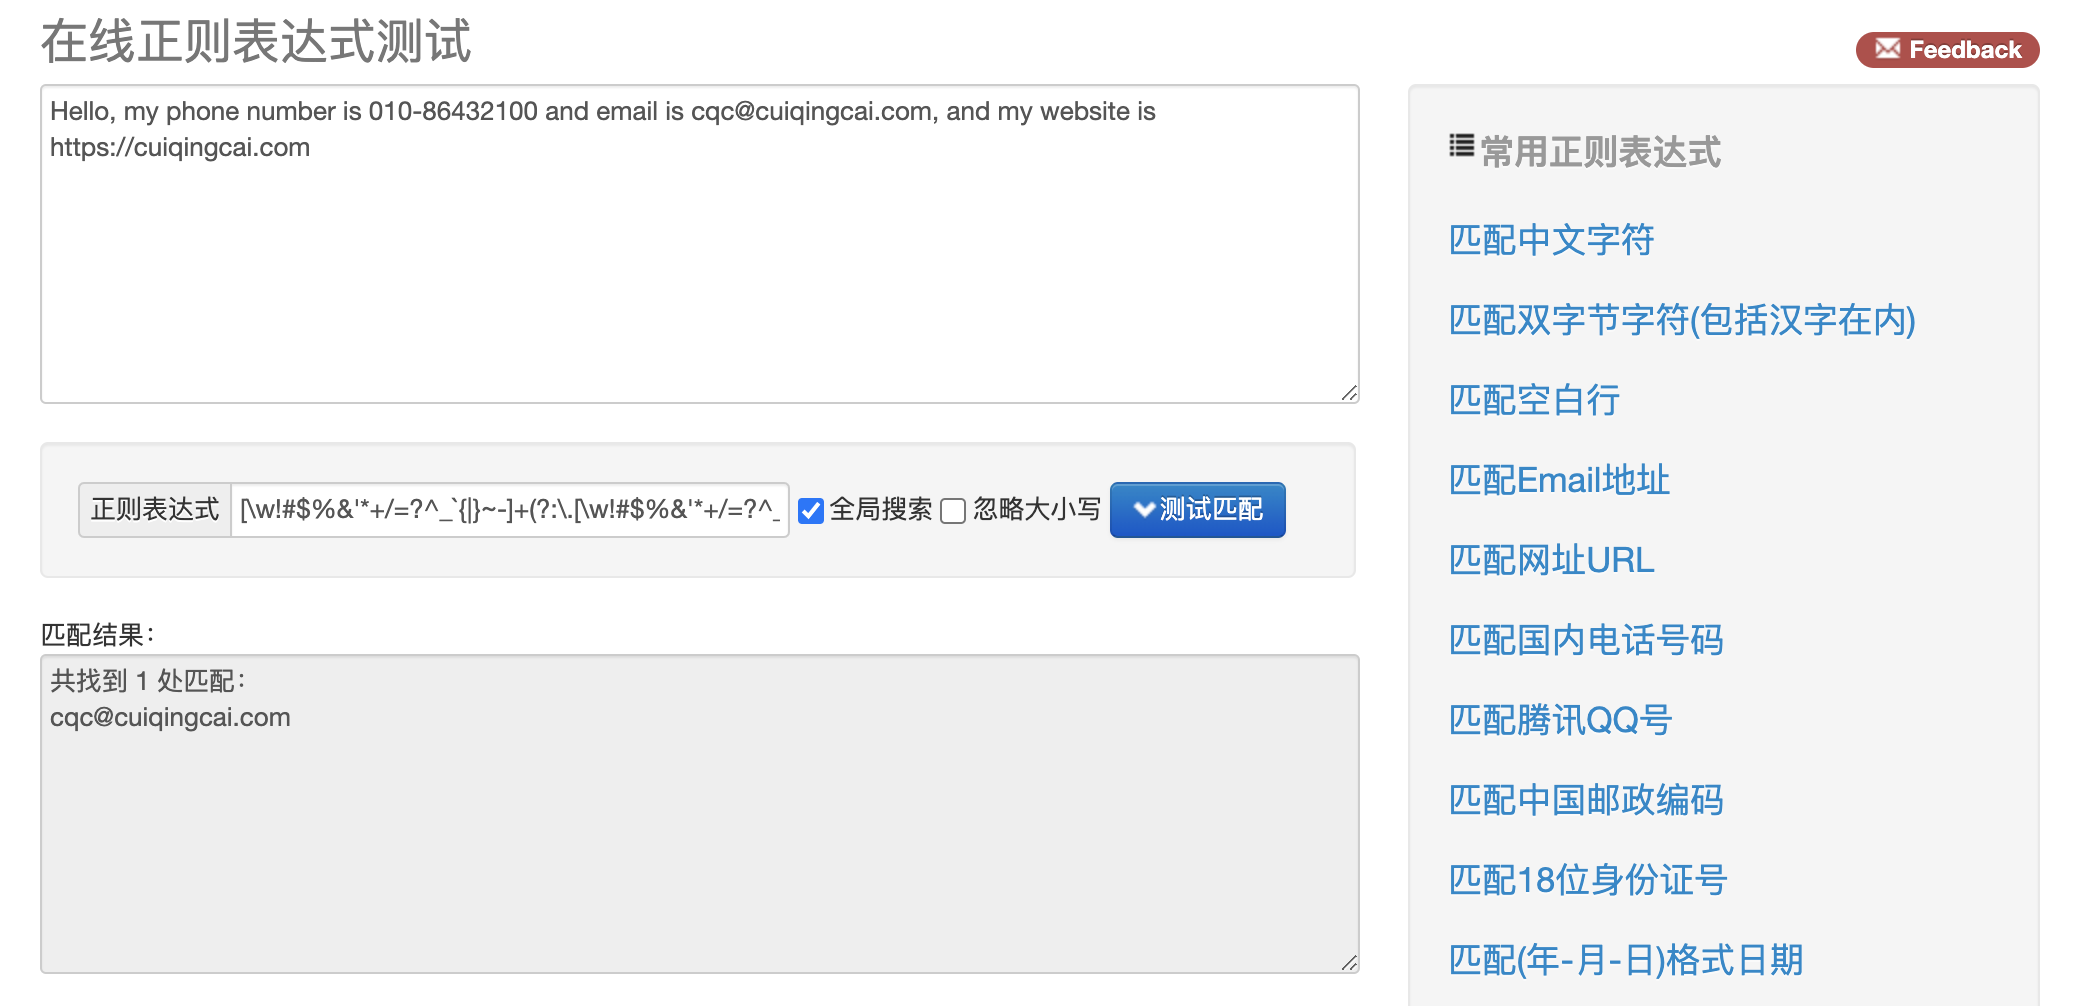 在线正则表达式测试
Feedback
Hello, my phone number is 010-86432100 and email is cqc@cuiqingcai.com, and my website is
https://cuiqingcai.com
正则表达式
[\w!#$%&'*+/=?^_`{|}~-]+(?:\.[\w!#$%&'*+/=?^_
全局搜索
忽略大小写
测试匹配
匹配结果：
共找到 1 处匹配：
cqc@cuiqingcai.com
常用正则表达式
匹配中文字符
匹配双字节字符(包括汉字在内)
匹配空白行
匹配Email地址
匹配网址URL
匹配国内电话号码
匹配腾讯QQ号
匹配中国邮政编码
匹配18位身份证号
匹配(年-月-日)格式日期